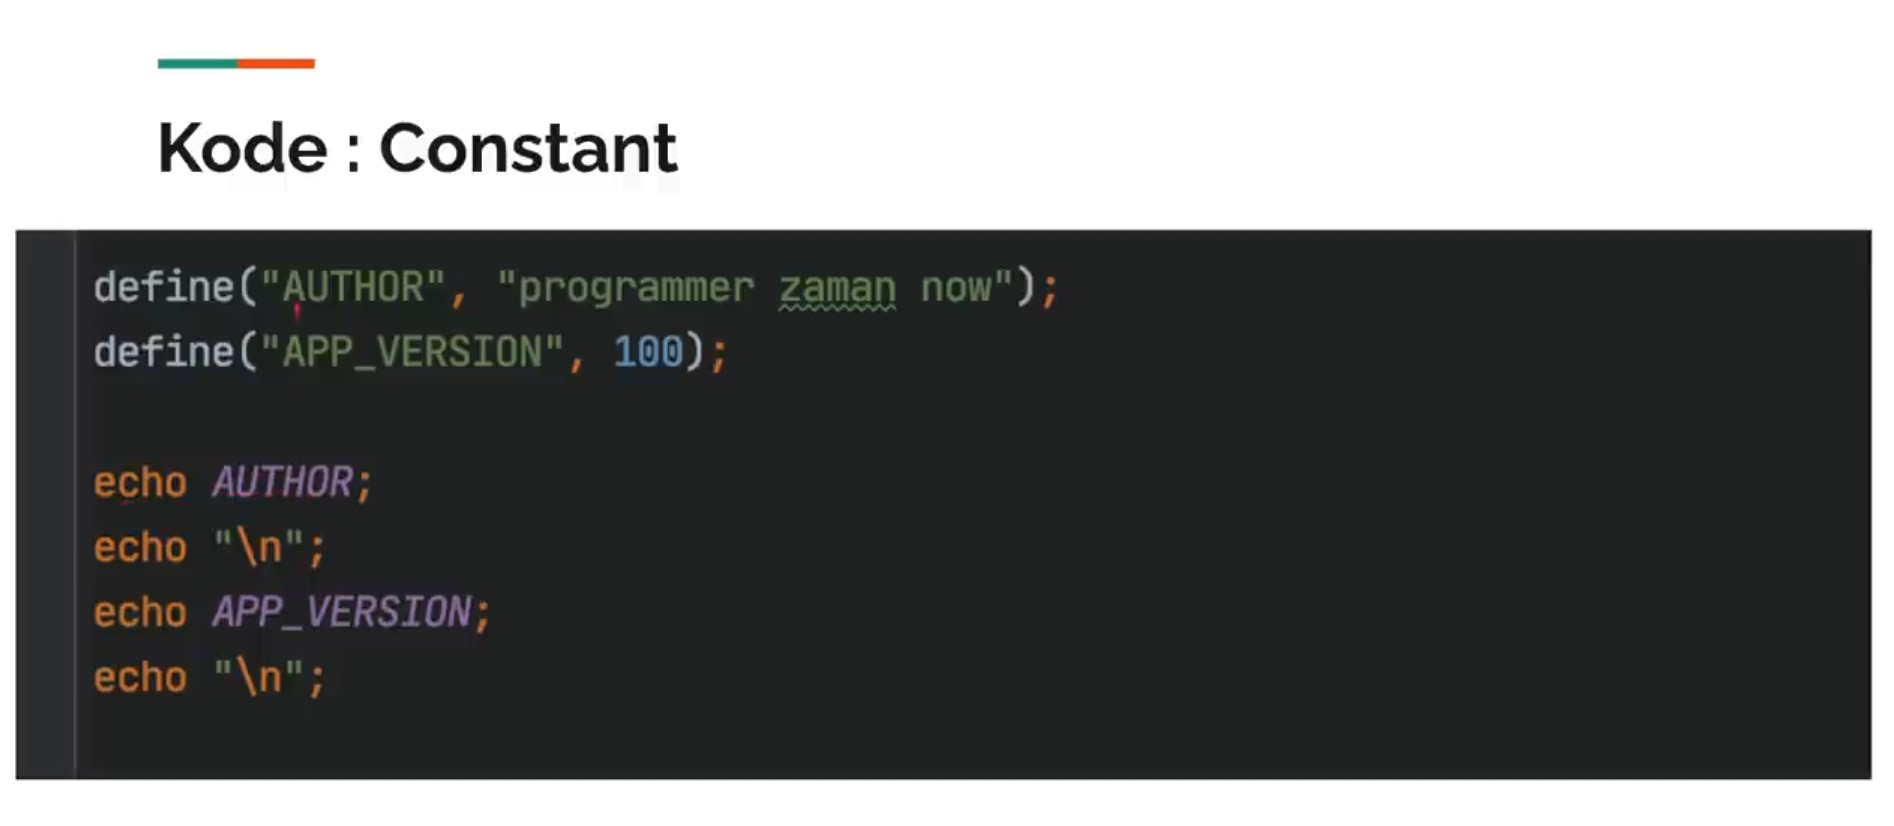 Kode : Constant
define("AUTHOR", "programmer zaman now");
define("APP_VERSION", 100);
echo AUTHOR;
echo "\n";
echo APP_VERSION;
echo "\n";